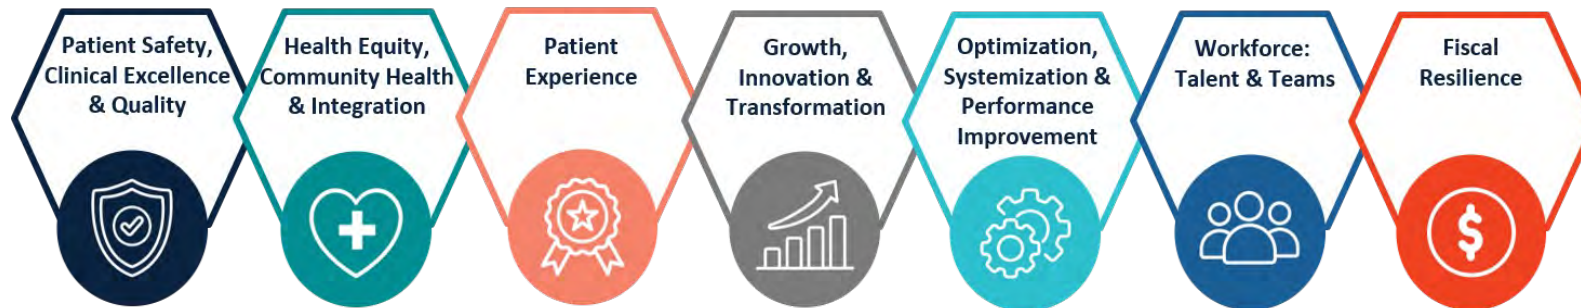 Patient Safety,
Clinical Excellence
& Quality
Health Equity,
Community Health
& Integration
Patient
Experience
Growth,
Innovation &
Transformation
Optimization,
Systemization &
Performance
Improvement
Workforce:
Talent & Teams
Fiscal
Resilience
$